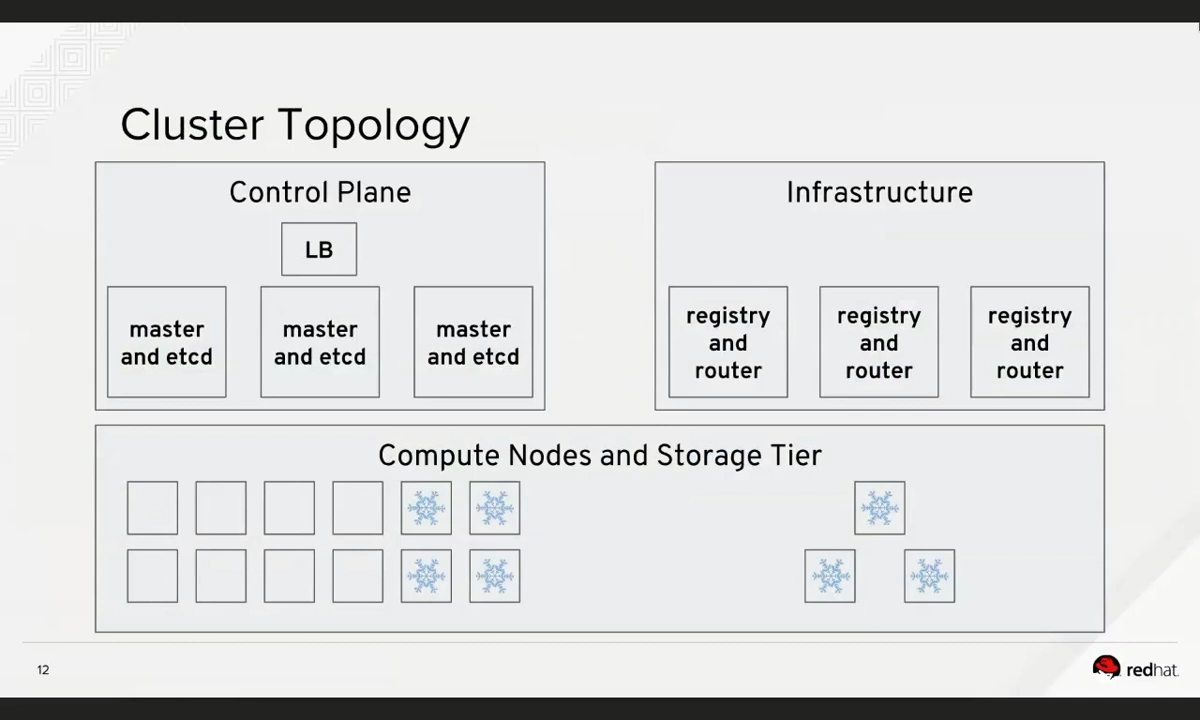 Cluster Topology
Control Plane
LB
master
and etcd
master
and etcd
master
and etcd
Infrastructure
registry
and
router
registry
and
router
registry
and
router
Compute Nodes and Storage Tier
12
redhat.